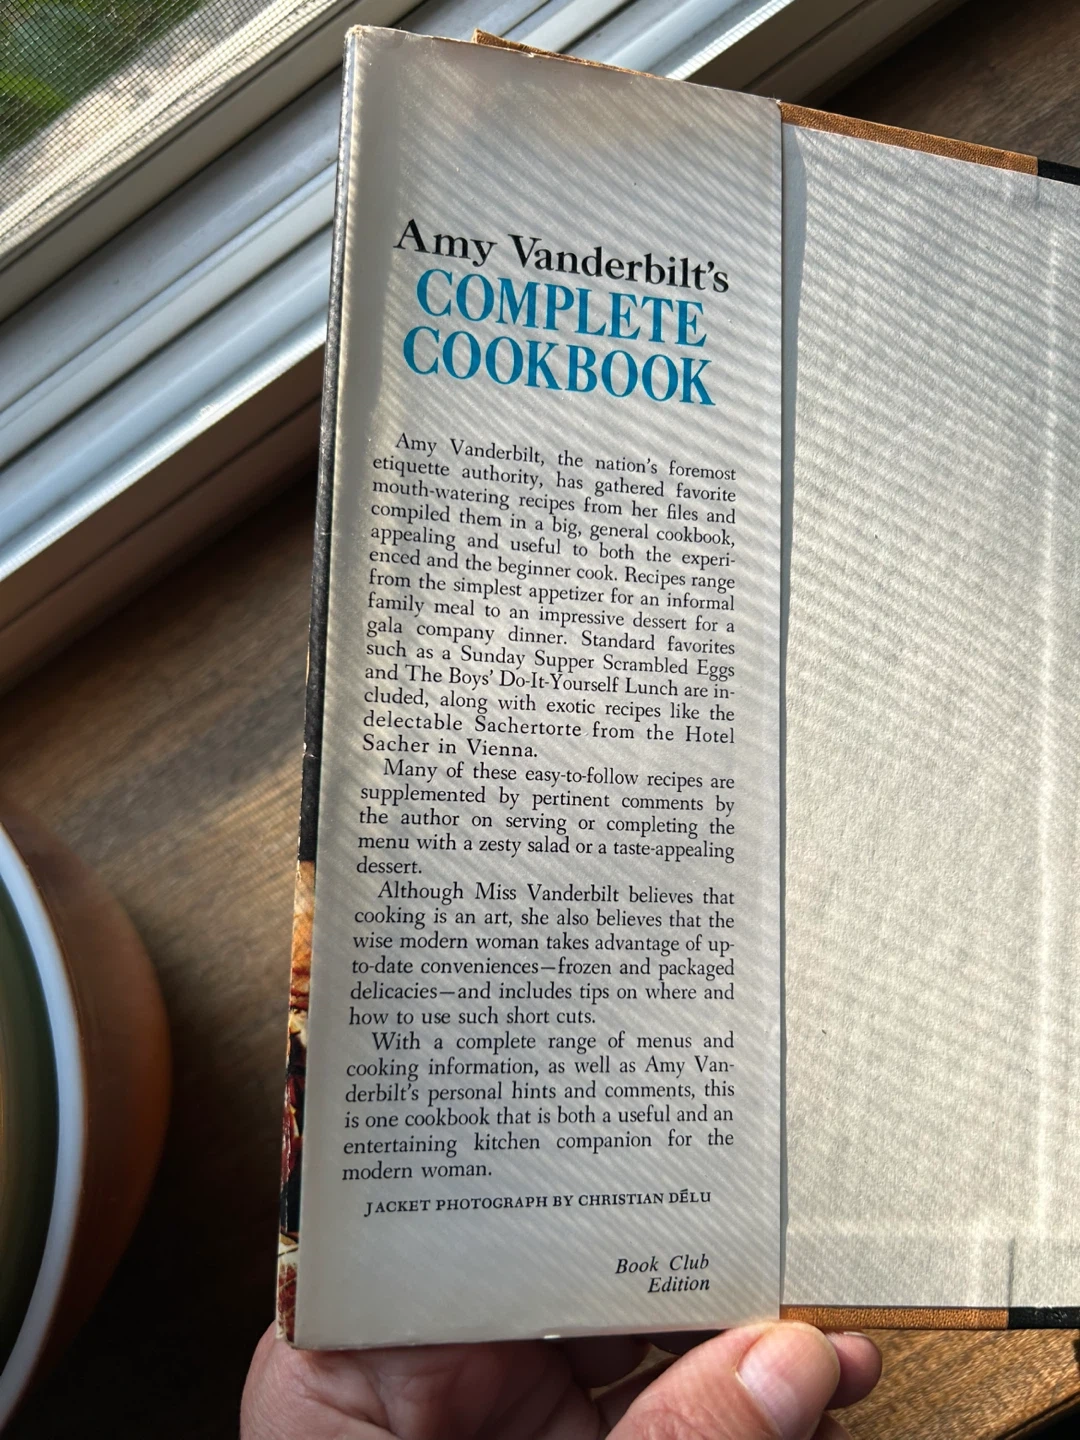 Amy Vanderbilt's
COMPLETE
COOKBOOK
Amy Vanderbilt, the nation's foremost
etiquette authority, has gathered favorite
mouth-watering recipes from her files and
compiled them in a big, general cookbook,
appealing and useful to both the experi-
enced and the beginner cook. Recipes range
from the simplest appetizer for an informal
family meal to an impressive dessert for a
gala company dinner. Standard favorites
such as a Sunday Supper Scrambled Eggs
and The Boys' Do-It-Yourself Lunch are in-
cluded, along with exotic recipes like the
delectable Sachertorte from the Hotel
Sacher in Vienna.
Many of these easy-to-follow recipes are
supplemented by pertinent comments by
the author on serving or completing the
menu with a zesty salad or a taste-appealing
dessert.
Although Miss Vanderbilt believes that
cooking is an art, she also believes that the
wise modern woman takes advantage of up-
to-date conveniences—frozen and packaged
delicacies—and includes tips on where and
how to use such short cuts.
With a complete range of menus and
cooking information, as well as Amy Van-
derbilt's personal hints and comments, this
is one cookbook that is both a useful and an
entertaining kitchen companion for the
modern woman.
JACKET PHOTOGRAPH BY CHRISTIAN DÉLU
Book Club
Edition